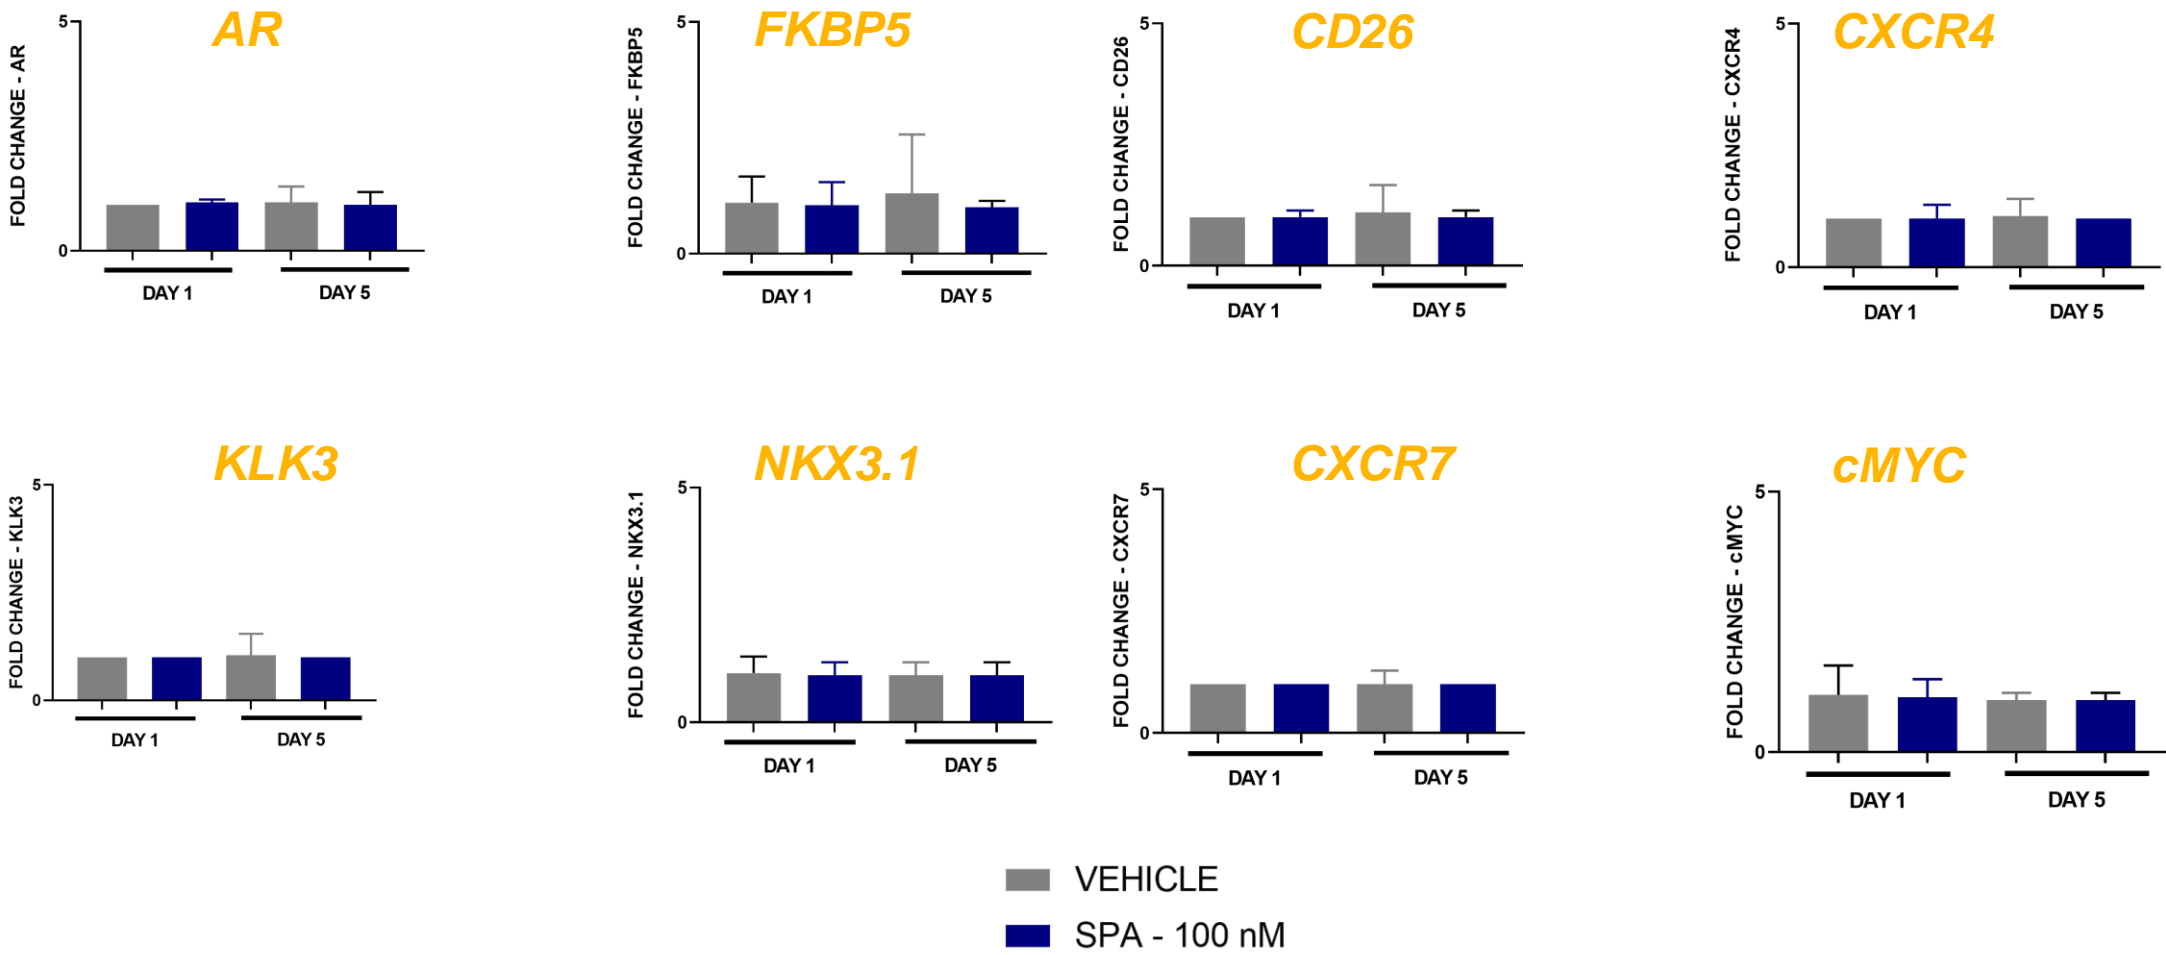 AR
5
FOLD CHANGE - AR
0
DAY 1
DAY 5
FKBP5
5
FOLD CHANGE - FKBP5
0
DAY 1
DAY 5
CD26
5
FOLD CHANGE - CD26
0
DAY 1
DAY 5
CXCR4
5
FOLD CHANGE - CXCR4
0
DAY 1
DAY 5
KLK3
5
FOLD CHANGE - KLK3
0
DAY 1
DAY 5
NKX3.1
5
FOLD CHANGE - NKX3.1
0
DAY 1
DAY 5
CXCR7
5
FOLD CHANGE - CXCR7
0
DAY 1
DAY 5
cMYC
5
FOLD CHANGE - cMYC
0
DAY 1
DAY 5
VEHICLE
SPA - 100 nM